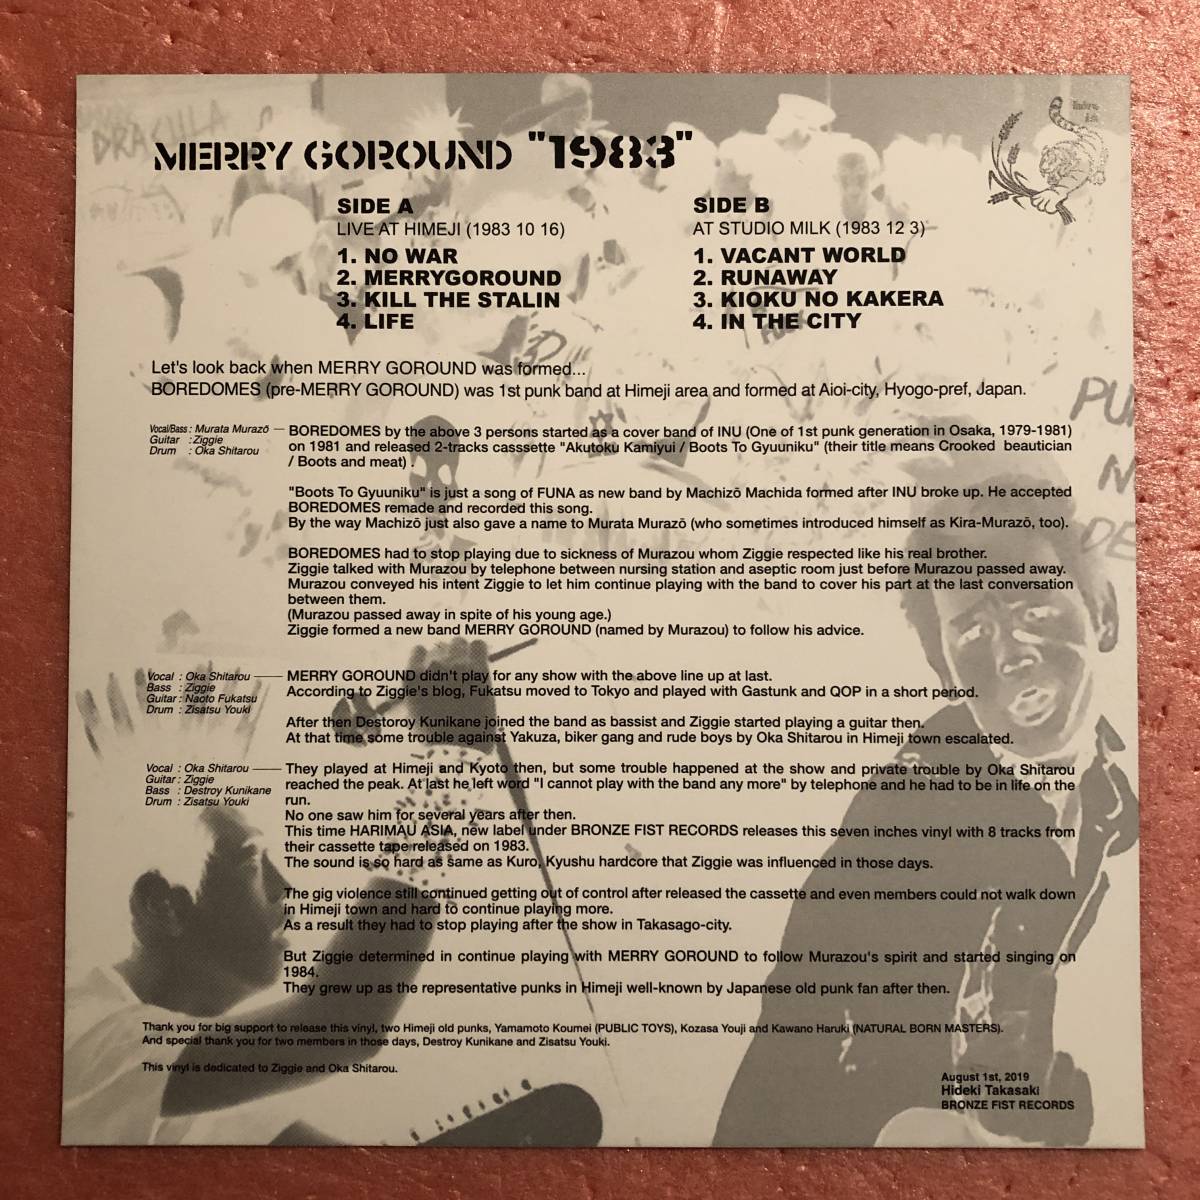 DRACULA
MERRY GOROUND "1983"
SIDE A
LIVE AT HIMEJI (1983 10 16)
1. NO WAR
2. MERRYGOROUND
3. KILL THE STALIN
4. LIFE
SIDE B
AT STUDIO MILK (1983 12 3)
1. VACANT WORLD
2. RUNAWAY
3. KIOKU NO KAKERA
4. IN THE CITY
Let's look back when MERRY GOROUND was formed...
BOREDOMES (pre-MERRY GOROUND) was 1st punk band at Himeji area and formed at Aioi-city, Hyogo-pref, Japan.
Vocal/Bass : Murata Murazō
Guitar : Ziggie
Drum : Oka Shitarou
BOREDOMES by the above 3 persons started as a cover band of INU (One of 1st punk generation in Osaka, 1979-1981)
on 1981 and released 2-tracks casssette "Akutoku Kamiyui / Boots To Gyuuniku" (their title means Crooked beautician
/ Boots and meat) .
"Boots To Gyuuniku" is just a song of FUNA as new band by Machizō Machida formed after INU broke up. He accepted
BOREDOMES remade and recorded this song.
By the way Machizō just also gave a name to Murata Murazō (who sometimes introduced himself as Kira-Murazō, too).
BOREDOMES had to stop playing due to sickness of Murazou whom Ziggie respected like his real brother.
Ziggie talked with Murazou by telephone between nursing station and aseptic room just before Murazou passed away.
Murazou conveyed his intent Ziggie to let him continue playing with the band to cover his part at the last conversation
between them.
(Murazou passed away in spite of his young age.)
Ziggie formed a new band MERRY GOROUND (named by Murazou) to follow his advice.
Vocal : Oka Shitarou
Bass : Ziggie
Guitar : Naoto Fukatsu
Drum : Zisatsu Youki
MERRY GOROUND didn't play for any show with the above line up at last.
According to Ziggie's blog, Fukatsu moved to Tokyo and played with Gastunk and QOP in a short period.
After then Destoroy Kunikane joined the band as bassist and Ziggie started playing a guitar then.
At that time some trouble against Yakuza, biker gang and rude boys by Oka Shitarou in Himeji town escalated.
Vocal : Oka Shitarou
Guitar : Ziggie
Bass : Destroy Kunikane
Drum : Zisatsu Youki
They played at Himeji and Kyoto then, but some trouble happened at the show and private trouble by Oka Shitarou
reached the peak. At last he left word "I cannot play with the band any more" by telephone and he had to be in life on the
run.
No one saw him for several years after then.
This time HARIMAU ASIA, new label under BRONZE FIST RECORDS releases this seven inches vinyl with 8 tracks from
their cassette tape released on 1983.
The sound is so hard as same as Kuro, Kyushu hardcore that Ziggie was influenced in those days.
The gig violence still continued getting out of control after released the cassette and even members could not walk down
in Himeji town and hard to continue playing more.
As a result they had to stop playing after the show in Takasago-city.
But Ziggie determined in continue playing with MERRY GOROUND to follow Murazou's spirit and started singing on
1984.
They grew up as the representative punks in Himeji well-known by Japanese old punk fan after then.
Thank you for big support to release this vinyl, two Himeji old punks, Yamamoto Koumei (PUBLIC TOYS), Kozasa Youji and Kawano Haruki (NATURAL BORN MASTERS).
And special thank you for two members in those days, Destroy Kunikane and Zisatsu Youki.
This vinyl is dedicated to Ziggie and Oka Shitarou.
August 1st, 2019
Hideki Takasaki
BRONZE FIST RECORDS